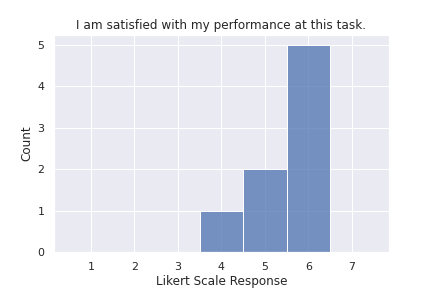 I am satisfied with my performance at this task.
5
4
3
2
1
0
Count
1 2 3 4 5 6 7
Likert Scale Response